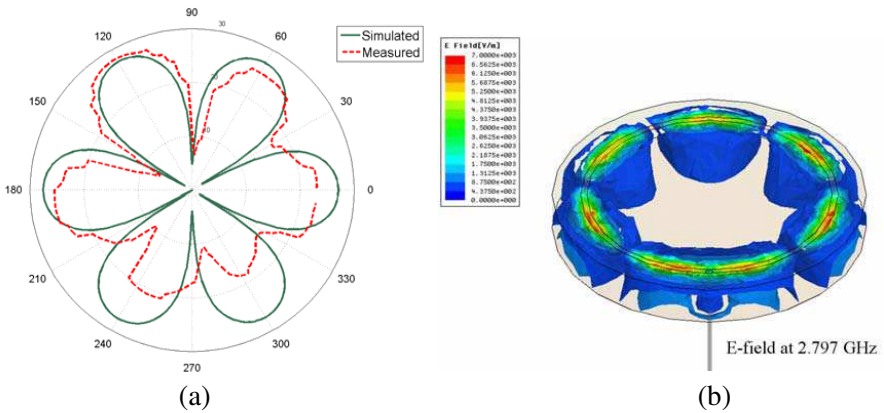 90
120
60
150
30
180
0
210
330
240
300
270
30
20
10
Simulated
Measured
(a)
E Field[V/m]
7.0000e+003
6.5625e+003
6.1250e+003
5.6875e+003
5.2500e+003
4.8125e+003
4.3750e+003
3.9375e+003
3.5000e+003
3.0625e+003
2.6250e+003
2.1875e+003
1.7500e+003
1.3125e+003
8.7500e+002
4.3750e+002
0.0000e+000
E-field at 2.797 GHz
(b)